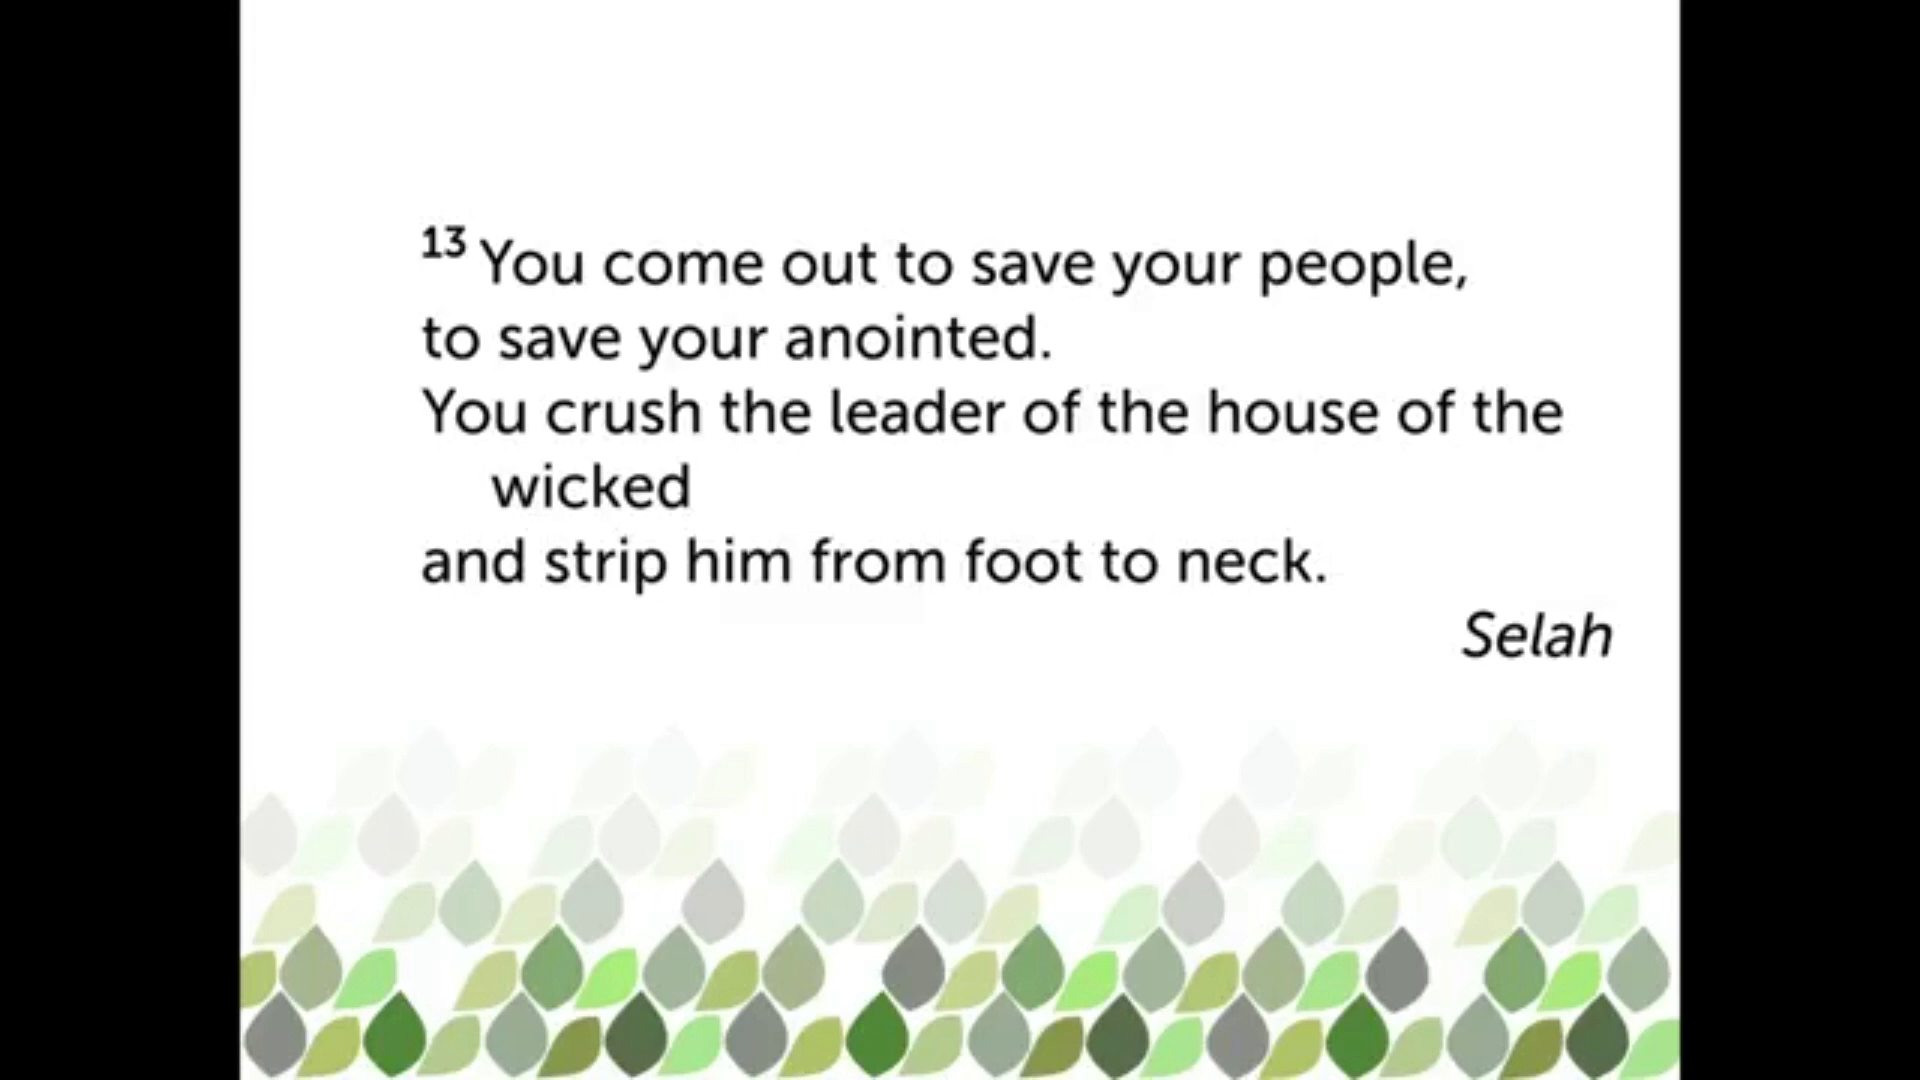 13 You come out to save your people,
to save your anointed.
You crush the leader of the house of the
wicked
and strip him from foot to neck.
Selah